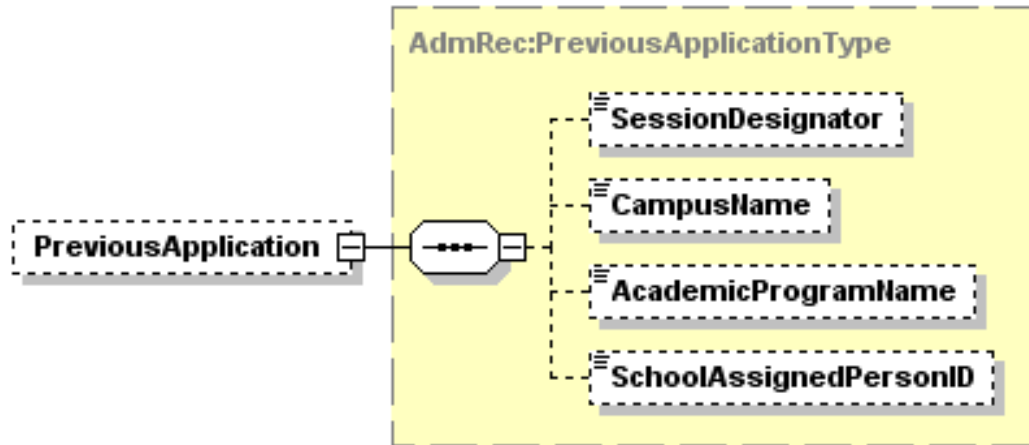 AdmRec:PreviousApplicationType
SessionDesignator
CampusName
PreviousApplication
AcademicProgramName
SchoolAssignedPersonID